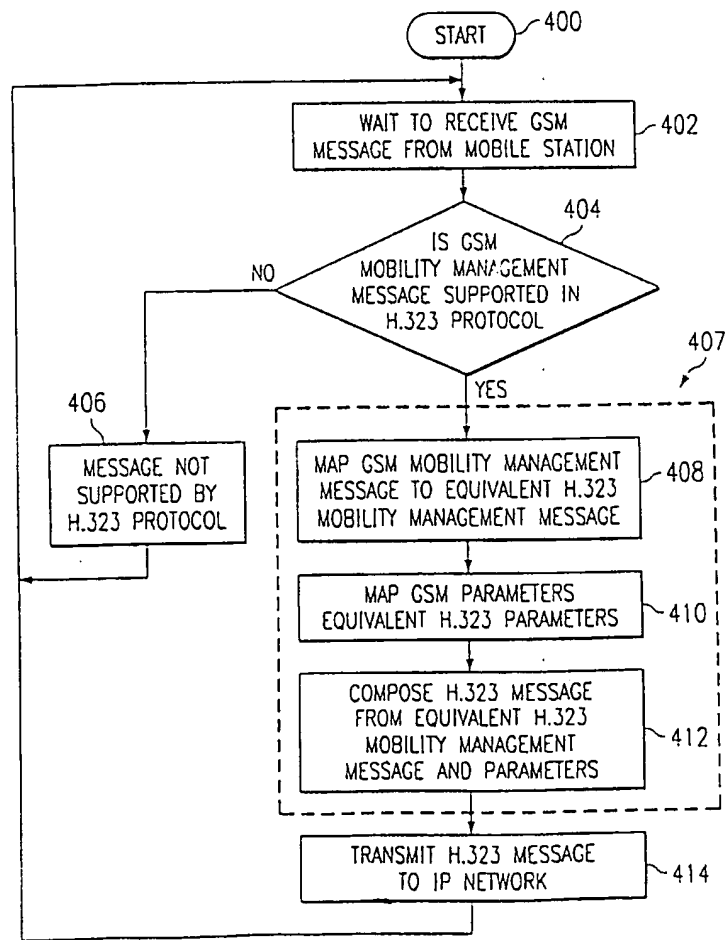 START
400
WAIT TO RECEIVE GSM
MESSAGE FROM MOBILE STATION
402
404
IS GSM
MOBILITY MANAGEMENT
MESSAGE SUPPORTED IN
H.323 PROTOCOL
NO
YES
407
406
MESSAGE NOT
SUPPORTED BY
H.323 PROTOCOL
MAP GSM MOBILITY MANAGEMENT
MESSAGE TO EQUIVALENT H.323
MOBILITY MANAGEMENT MESSAGE
408
MAP GSM PARAMETERS
EQUIVALENT H.323 PARAMETERS
410
COMPOSE H.323 MESSAGE
FROM EQUIVALENT H.323
MOBILITY MANAGEMENT
MESSAGE AND PARAMETERS
412
TRANSMIT H.323 MESSAGE
TO IP NETWORK
414